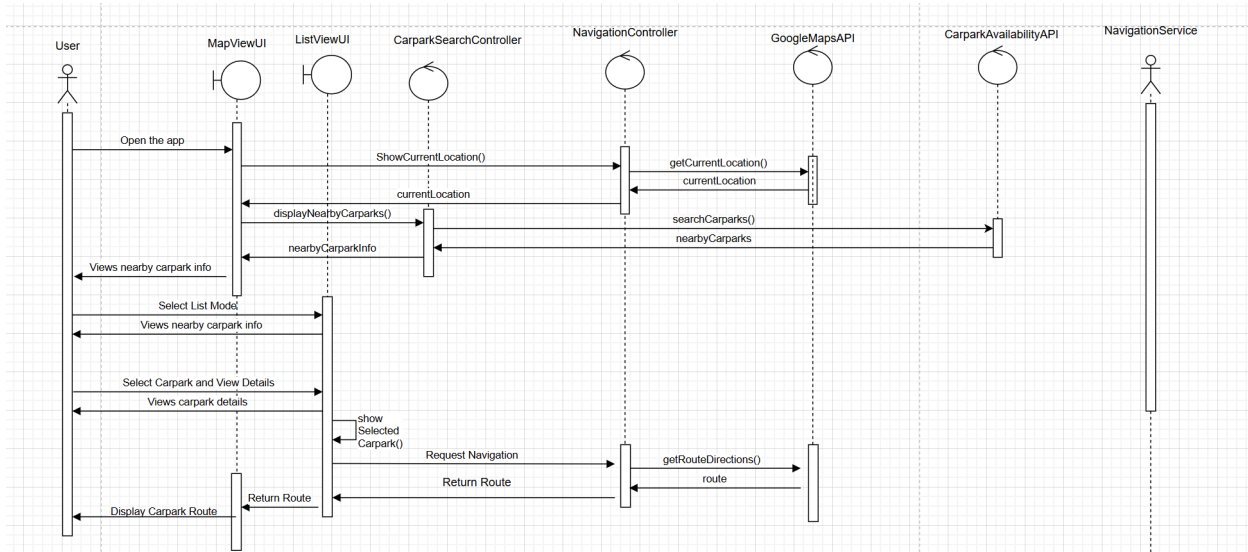 User
MapViewUI
ListViewUI
CarparkSearchController
NavigationController
GoogleMapsAPI
CarparkAvailabilityAPI
NavigationService
Open the app
ShowCurrentLocation()
getCurrentLocation()
currentLocation
currentLocation
displayNearbyCarparks()
searchCarparks()
nearbyCarparks
nearbyCarparkInfo
Views nearby carpark info
Select List Mode
Views nearby carpark info
Select Carpark and View Details
Views carpark details
show
Selected
Carpark()
Request Navigation
getRouteDirections()
route
Return Route
Return Route
Display Carpark Route